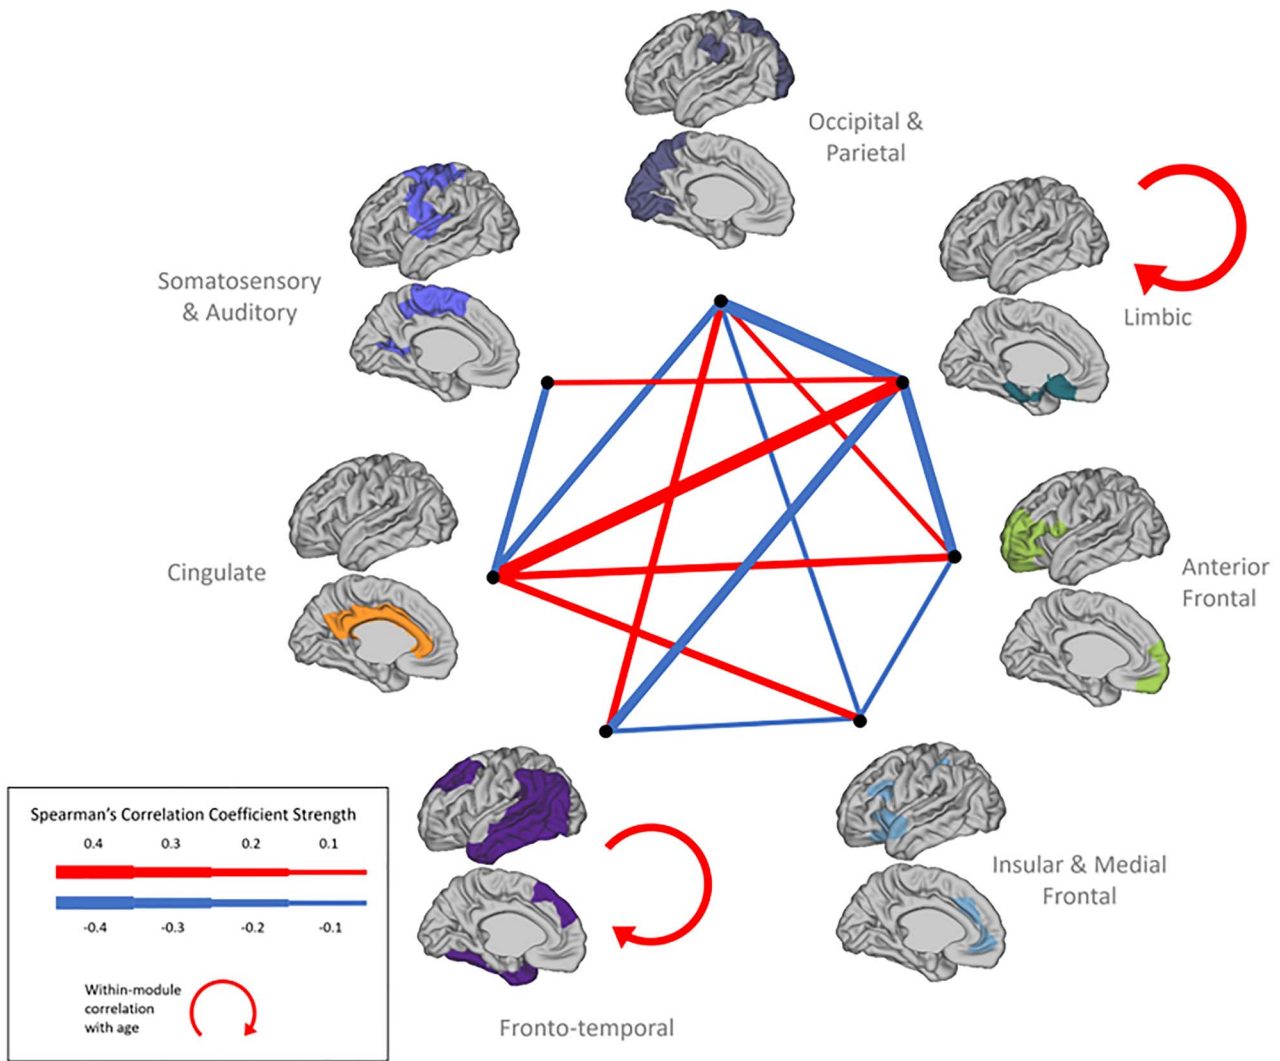 Occipital &
Parietal
Somatosensory
& Auditory
Limbic
Cingulate
Anterior
Frontal
Insular & Medial
Frontal
Fronto-temporal
Spearman's Correlation Coefficient Strength
0.4 0.3 0.2 0.1
-0.4 -0.3 -0.2 -0.1
Within-module
correlation
with age